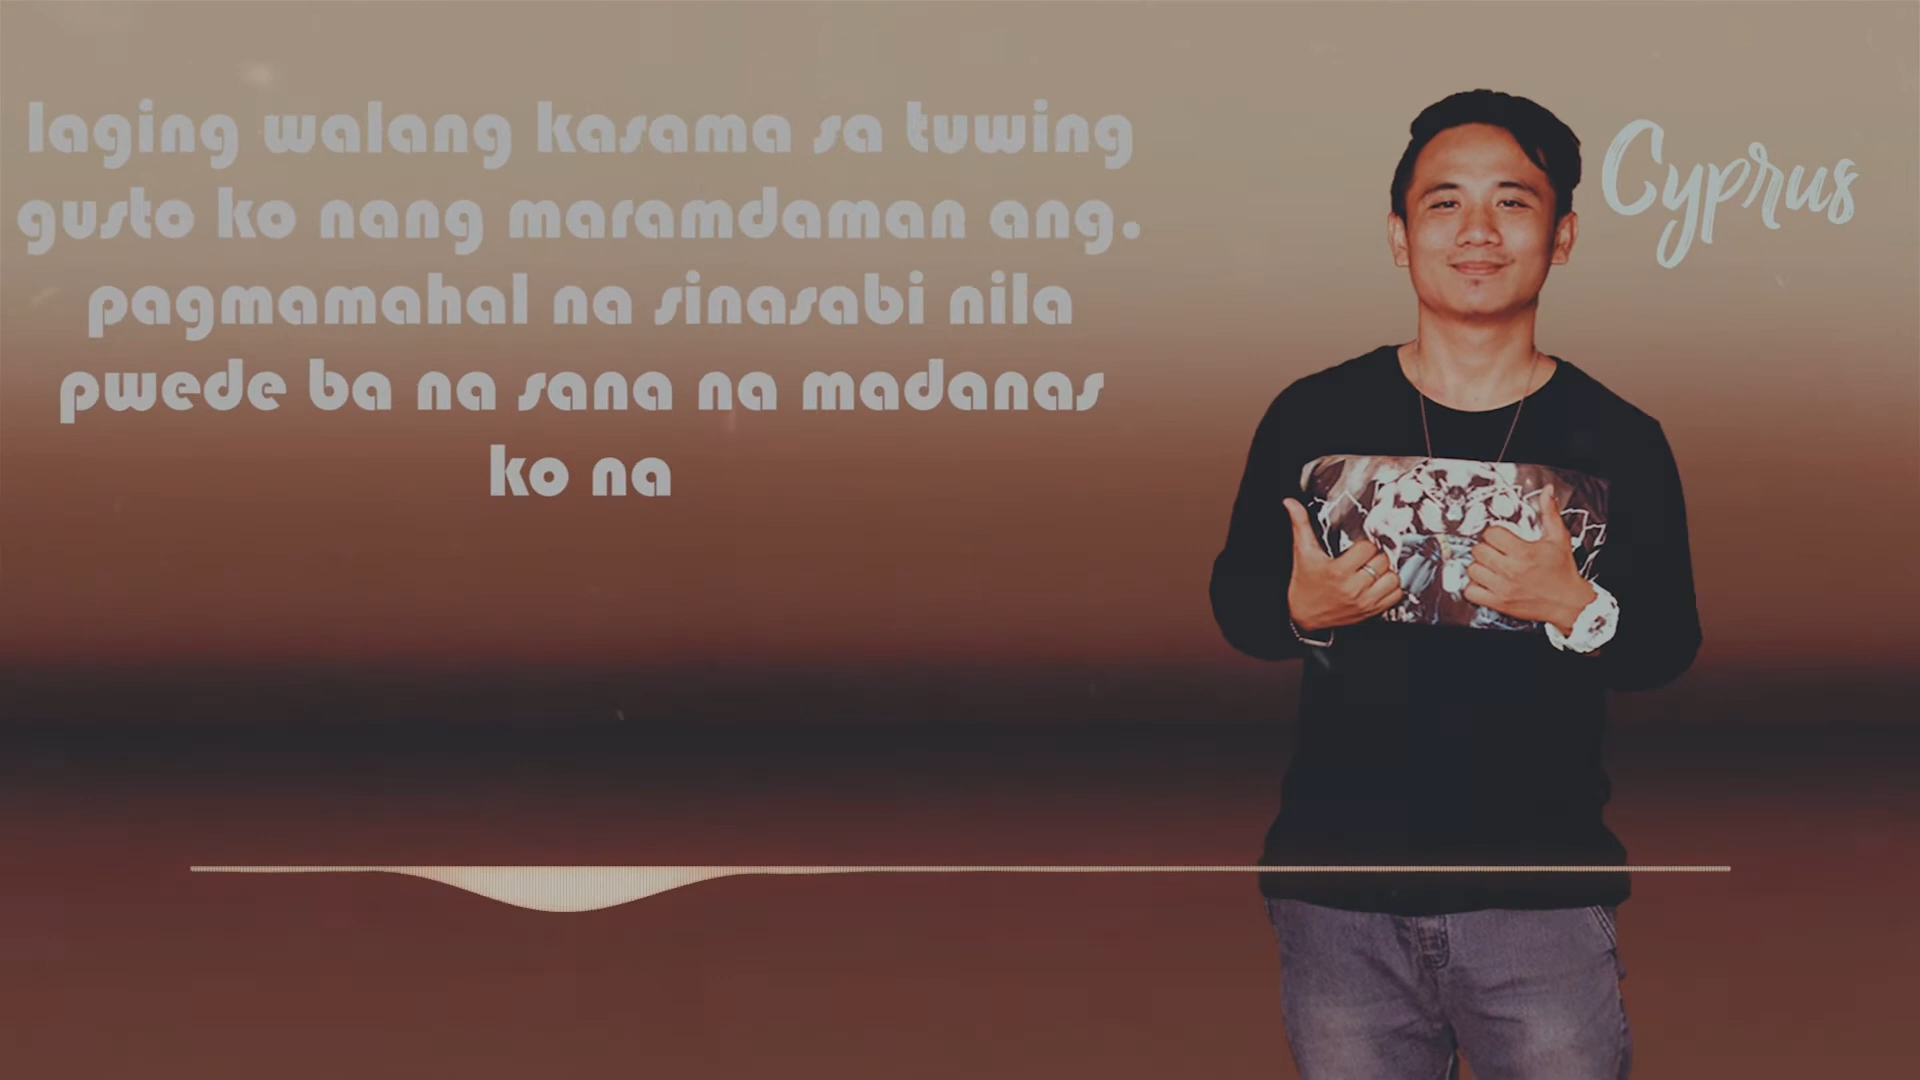 laging walang kasama sa tuwing
gusto ko nang maramdaman ang.
pagmamahal na sinasabi nila
pwede ba na sana na madanas
ko na
Cyprus